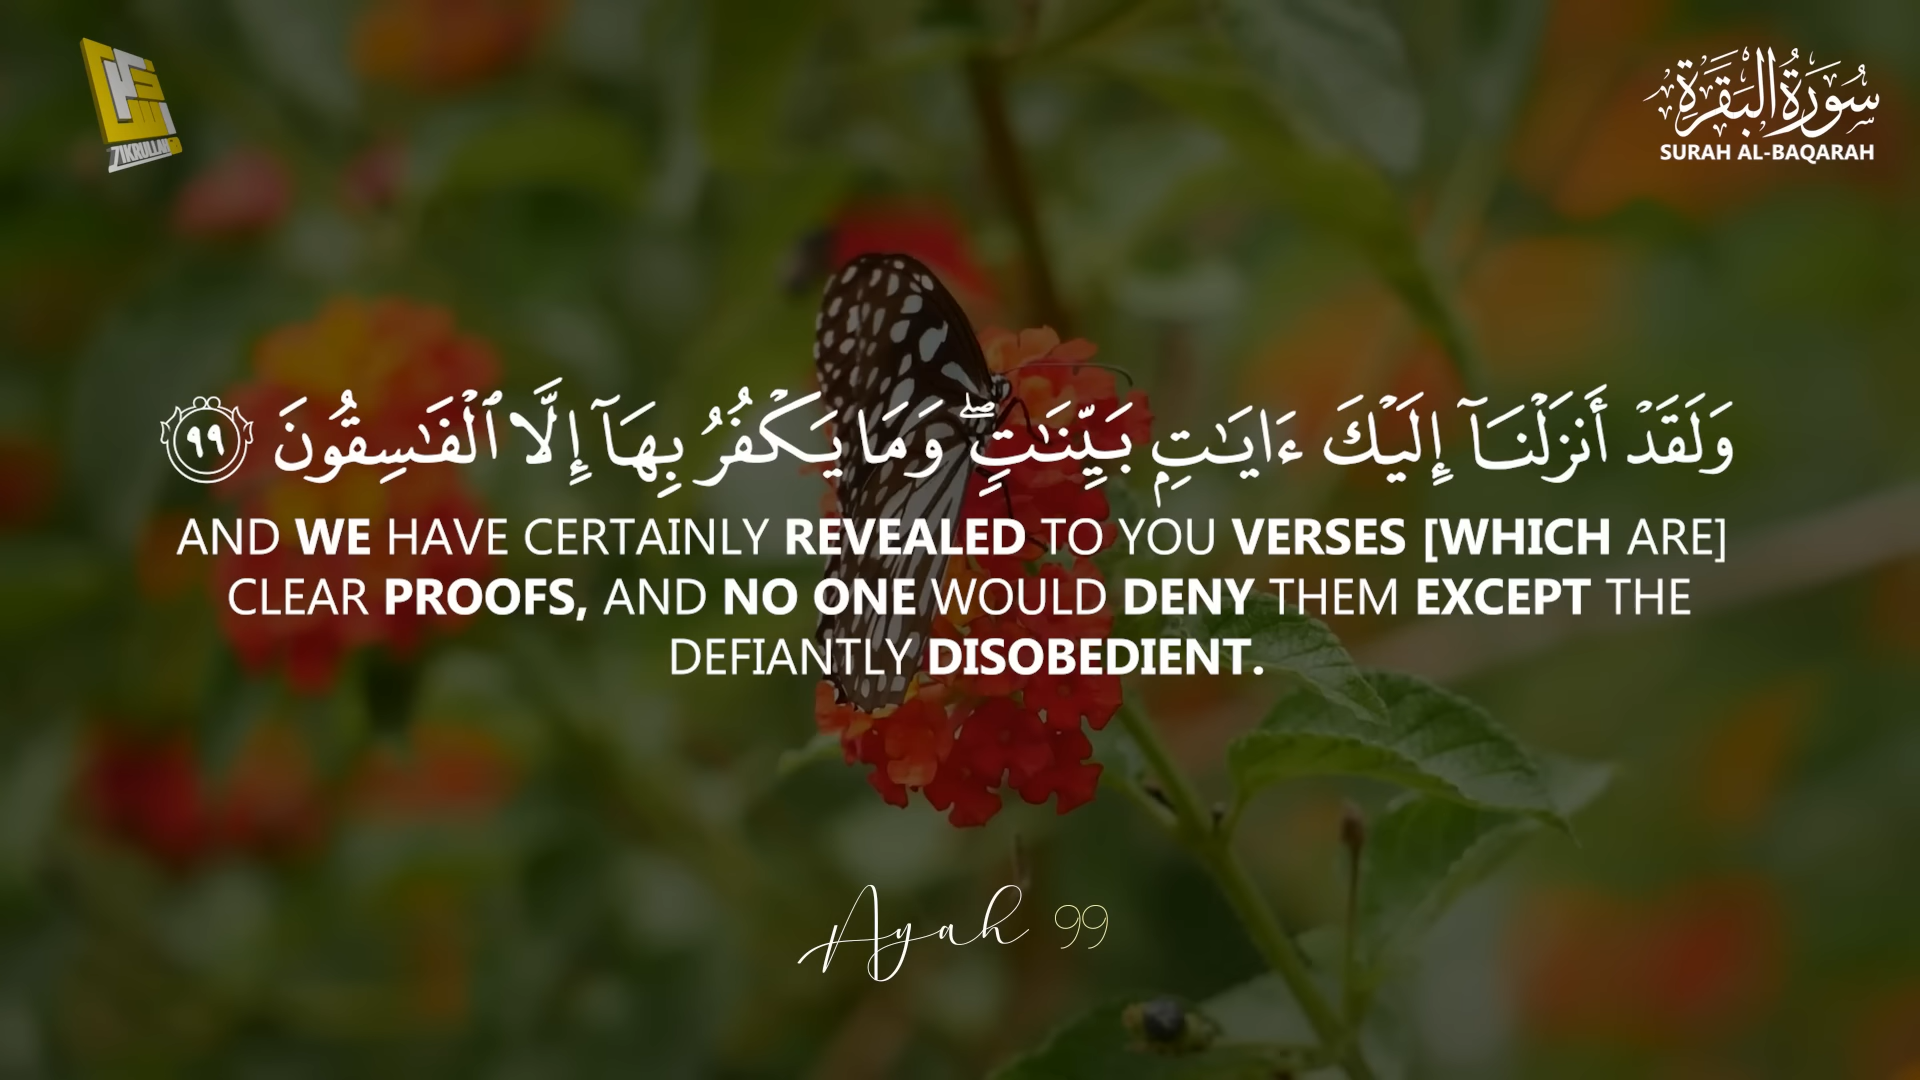 ZIKRULLAH
سُورَةُ البَقَرَةِ
SURAH AL-BAQARAH
وَلَقَدْ أَنزَلْنَآ إِلَيْكَ ءَايَـٰتٍۭ بَيِّنَـٰتٍۢ ۖ وَمَا يَكْفُرُ بِهَآ إِلَّا ٱلْفَـٰسِقُونَ ٩٩
AND WE HAVE CERTAINLY REVEALED TO YOU VERSES [WHICH ARE]
CLEAR PROOFS, AND NO ONE WOULD DENY THEM EXCEPT THE
DEFIANTLY DISOBEDIENT.
Ayah 99